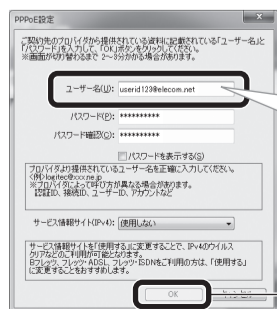 PPPoE設定
ご契約先のプロバイダから提供されている資料に記載されている「ユーザー名」と
「パスワード」を入力して、「OK」ボタンをクリックしてください。
※画面が切り替わるまで 2~3分かかる場合があります。
ユーザー名(U): userid123@elecom.net
パスワード(P): **********
パスワード確認(C): **********
パスワードを表示する(S)
プロバイダより提供されているユーザー名を正確に入力してください。
<例>logitec@xxx.ne.jp
※プロバイダによって呼び方が異なる場合があります。
認証ID、接続ID、ユーザーID、アカウントなど
サービス情報サイト(IPv4): 使用しない
サービス情報サイトを「使用する」に変更することで、IPv4のウイルス
クリアなどのご利用が可能となります。
Bフレッツ、フレッツ・ADSL、フレッツ・ISDNをご利用の方は、「使用する」
に変更することをおすすめします。
OK